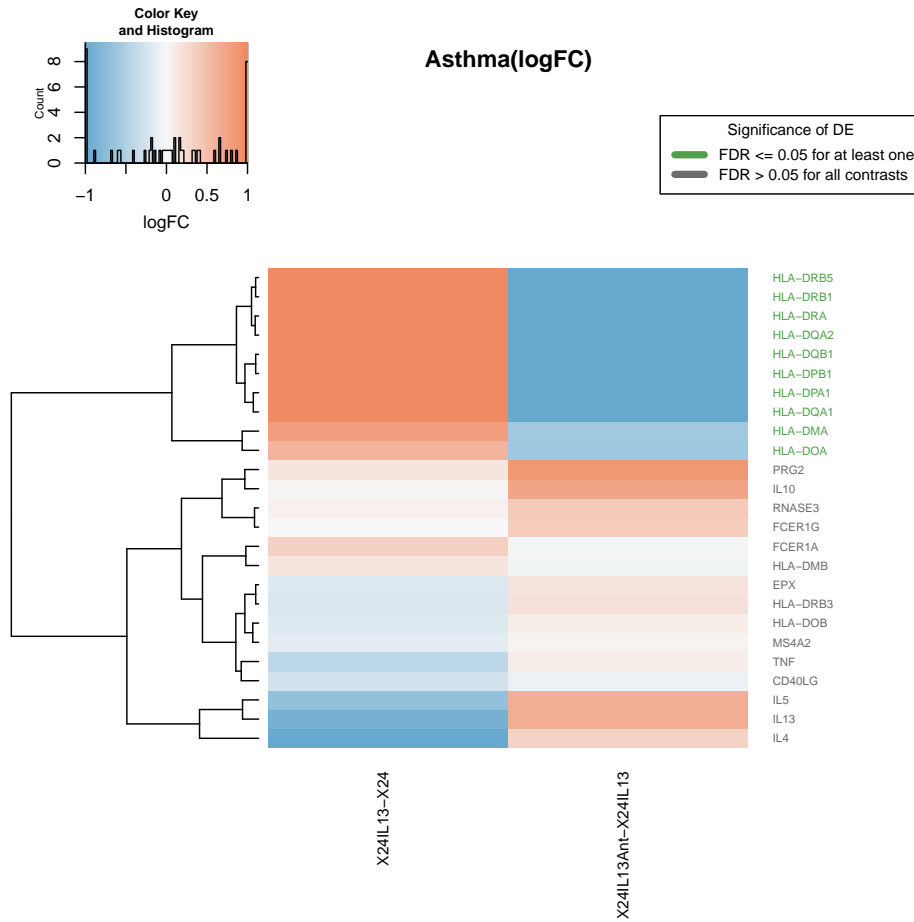 Color Key
and Histogram
Count
0 2 4 6 8
−1 0 0.5 1
logFC
Asthma(logFC)
Significance of DE
FDR <= 0.05 for at least one
FDR > 0.05 for all contrasts
HLA−DRB5
HLA−DRB1
HLA−DRA
HLA−DQA2
HLA−DQB1
HLA−DPB1
HLA−DPA1
HLA−DQA1
HLA−DMA
HLA−DOA
PRG2
IL10
RNASE3
FCER1G
FCER1A
HLA−DMB
EPX
HLA−DRB3
HLA−DOB
MS4A2
TNF
CD40LG
IL5
IL13
IL4
X24IL13−X24
X24IL13Ant−X24IL13